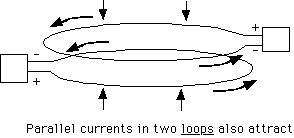 +
-
-
+
Parallel currents in two loops also attract